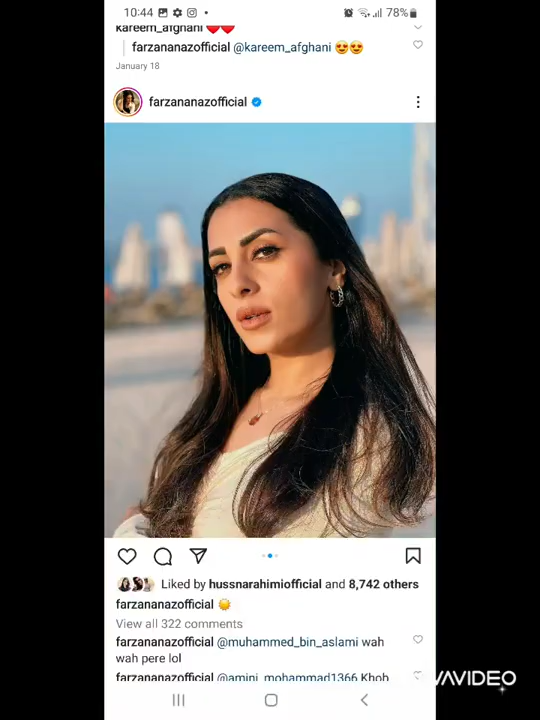 10:44
78%
kareem_afghani ❤️❤️
farzananazofficial @kareem_afghani 😍😍
January 18
farzananazofficial
Liked by hussnarahimiofficial and 8,742 others
farzananazofficial 🌞
View all 322 comments
farzananazofficial @muhammed_bin_aslami wah
wah pere lol
farzananazofficial @amini_mohammad1366 Khob
VAVIDEO